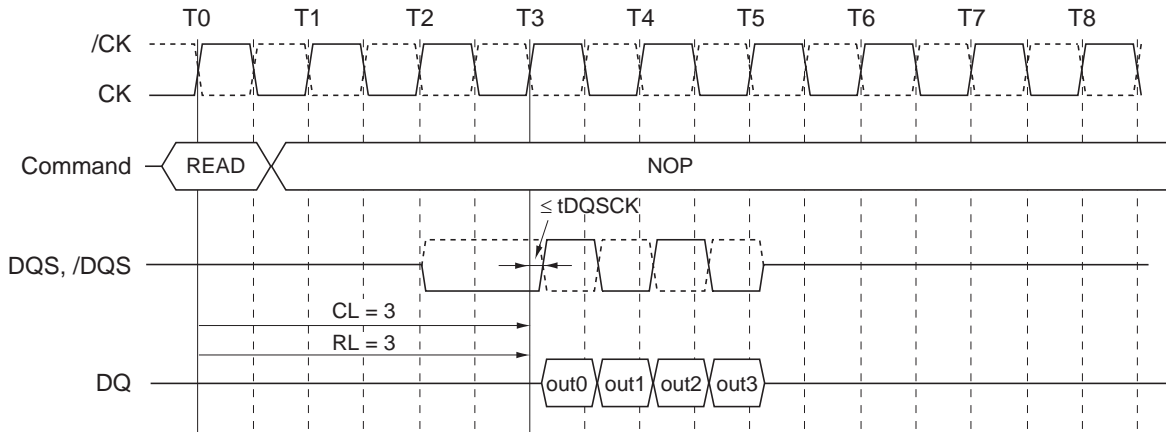 T0 T1 T2 T3 T4 T5 T6 T7 T8
/CK
CK
Command READ NOP
≤ tDQSCK
DQS, /DQS
CL = 3
RL = 3
DQ out0 out1 out2 out3